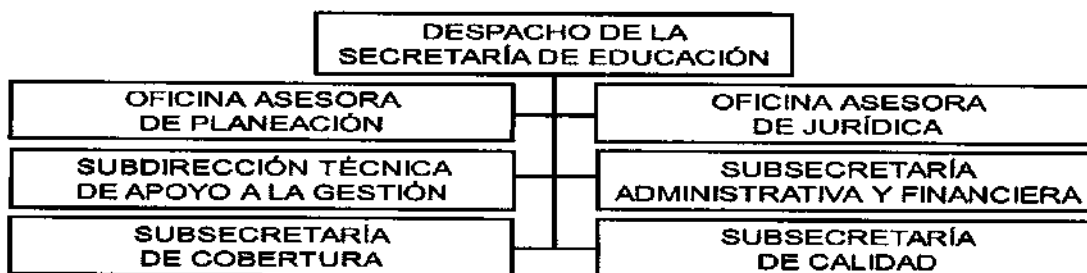 DESPACHO DE LA
SECRETARÍA DE EDUCACIÓN
OFICINA ASESORA
DE PLANEACIÓN
OFICINA ASESORA
DE JURÍDICA
SUBDIRECCIÓN TÉCNICA
DE APOYO A LA GESTIÓN
SUBSECRETARÍA
ADMINISTRATIVA Y FINANCIERA
SUBSECRETARÍA
DE COBERTURA
SUBSECRETARÍA
DE CALIDAD